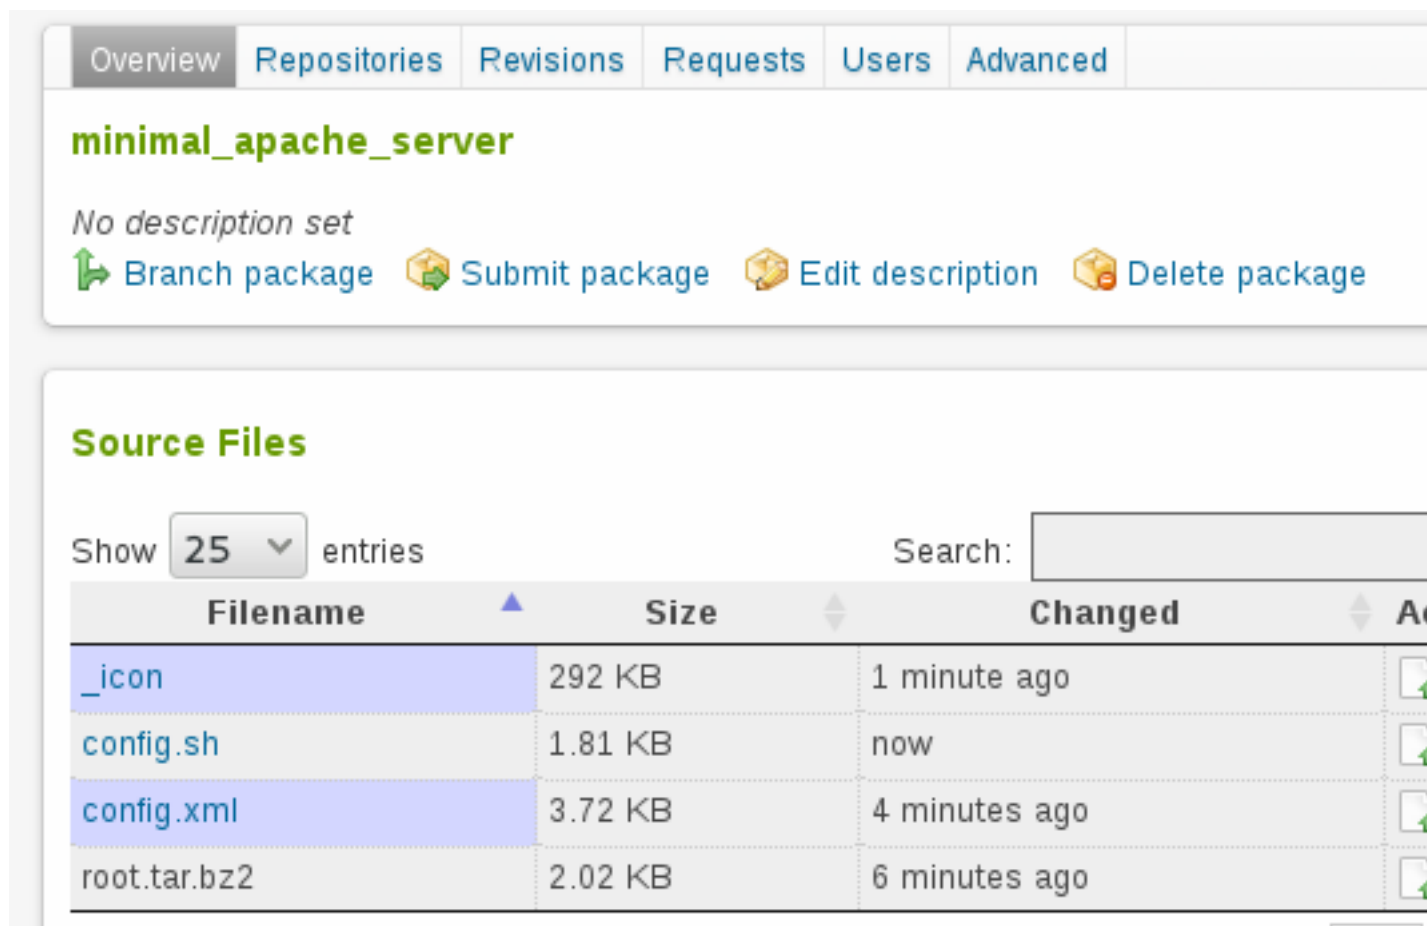 Overview Repositories Revisions Requests Users Advanced
minimal_apache_server
No description set
Branch package Submit package Edit description Delete package
Source Files
Show 25 entries Search:
Filename Size Changed
_icon 292 KB 1 minute ago
config.sh 1.81 KB now
config.xml 3.72 KB 4 minutes ago
root.tar.bz2 2.02 KB 6 minutes ago